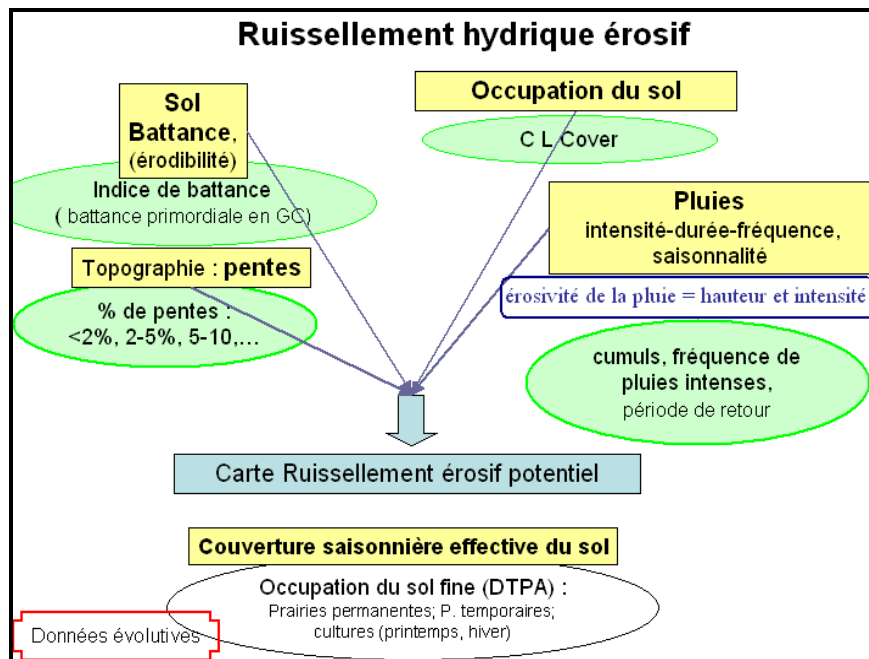 Ruissellement hydrique érosif
Sol
Battance,
(érodibilité)
Indice de battance
( battance primordiale en GC)
Occupation du sol
C L Cover
Pluies
intensité-durée-fréquence,
saisonnalité
érosivité de la pluie = hauteur et intensité
cumuls, fréquence de
pluies intenses,
période de retour
Topographie : pentes
% de pentes :
<2%, 2-5%, 5-10,...
Carte Ruissellement érosif potentiel
Couverture saisonnière effective du sol
Occupation du sol fine (DTPA) :
Prairies permanentes; P. temporaires;
cultures (printemps, hiver)
Données évolutives